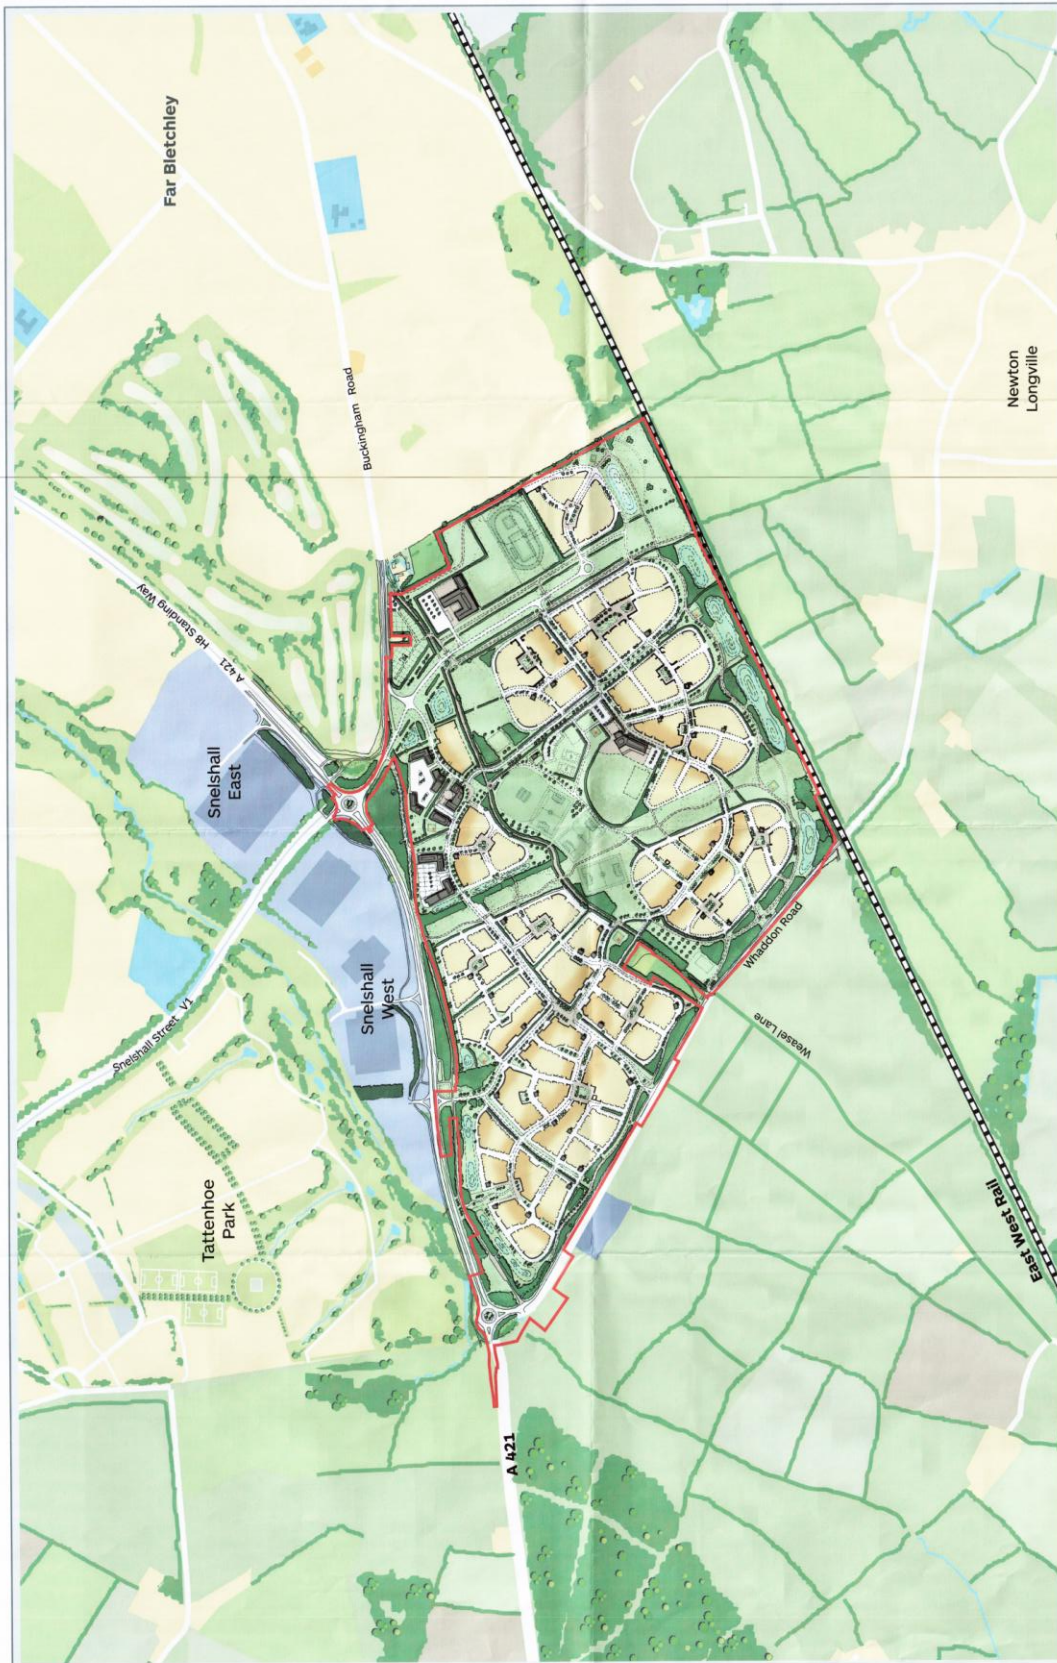 Far Bletchley
Buckingham Road
H8 Standing Way
A 421
Snelshall
East
Snelshall Street V1
Snelshall
West
Tattenhoe
Park
Newton
Longville
Whaddon Road
Weasel Lane
East West Rail
A 421